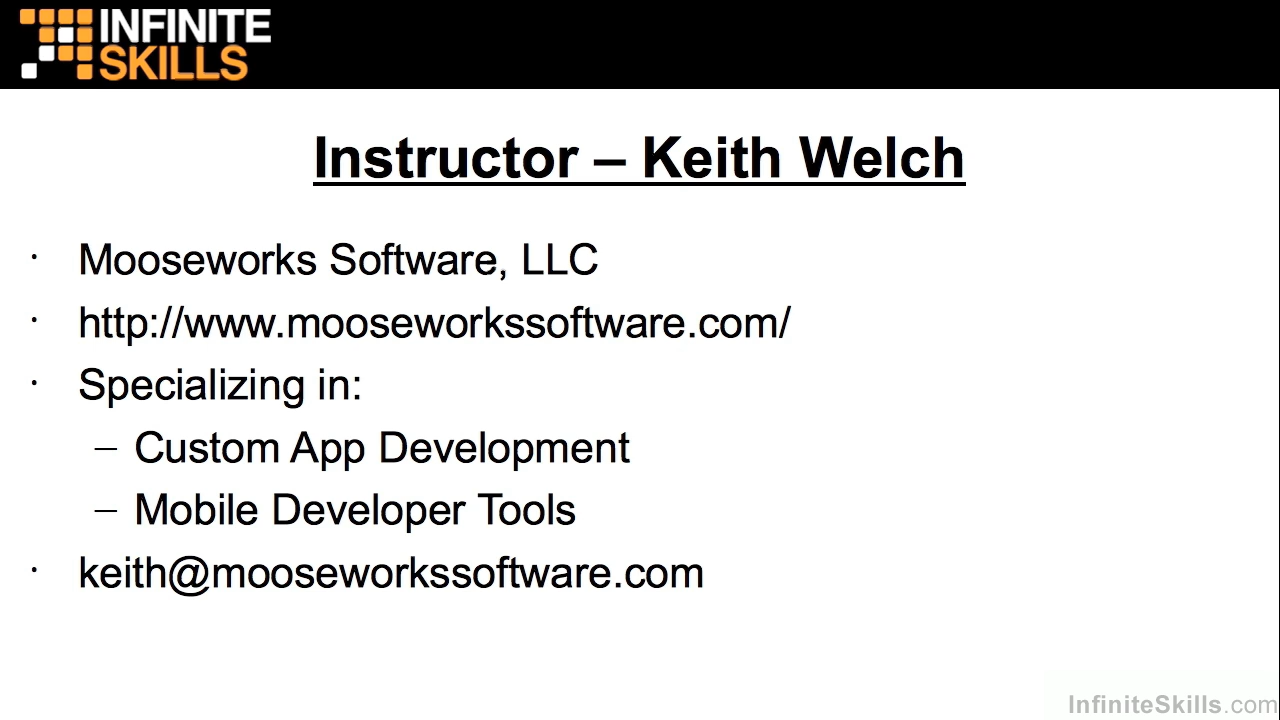 INFINITE
SKILLS
Instructor – Keith Welch
· Mooseworks Software, LLC
· http://www.mooseworkssoftware.com/
· Specializing in:
– Custom App Development
– Mobile Developer Tools
· keith@mooseworkssoftware.com
InfiniteSkills.com